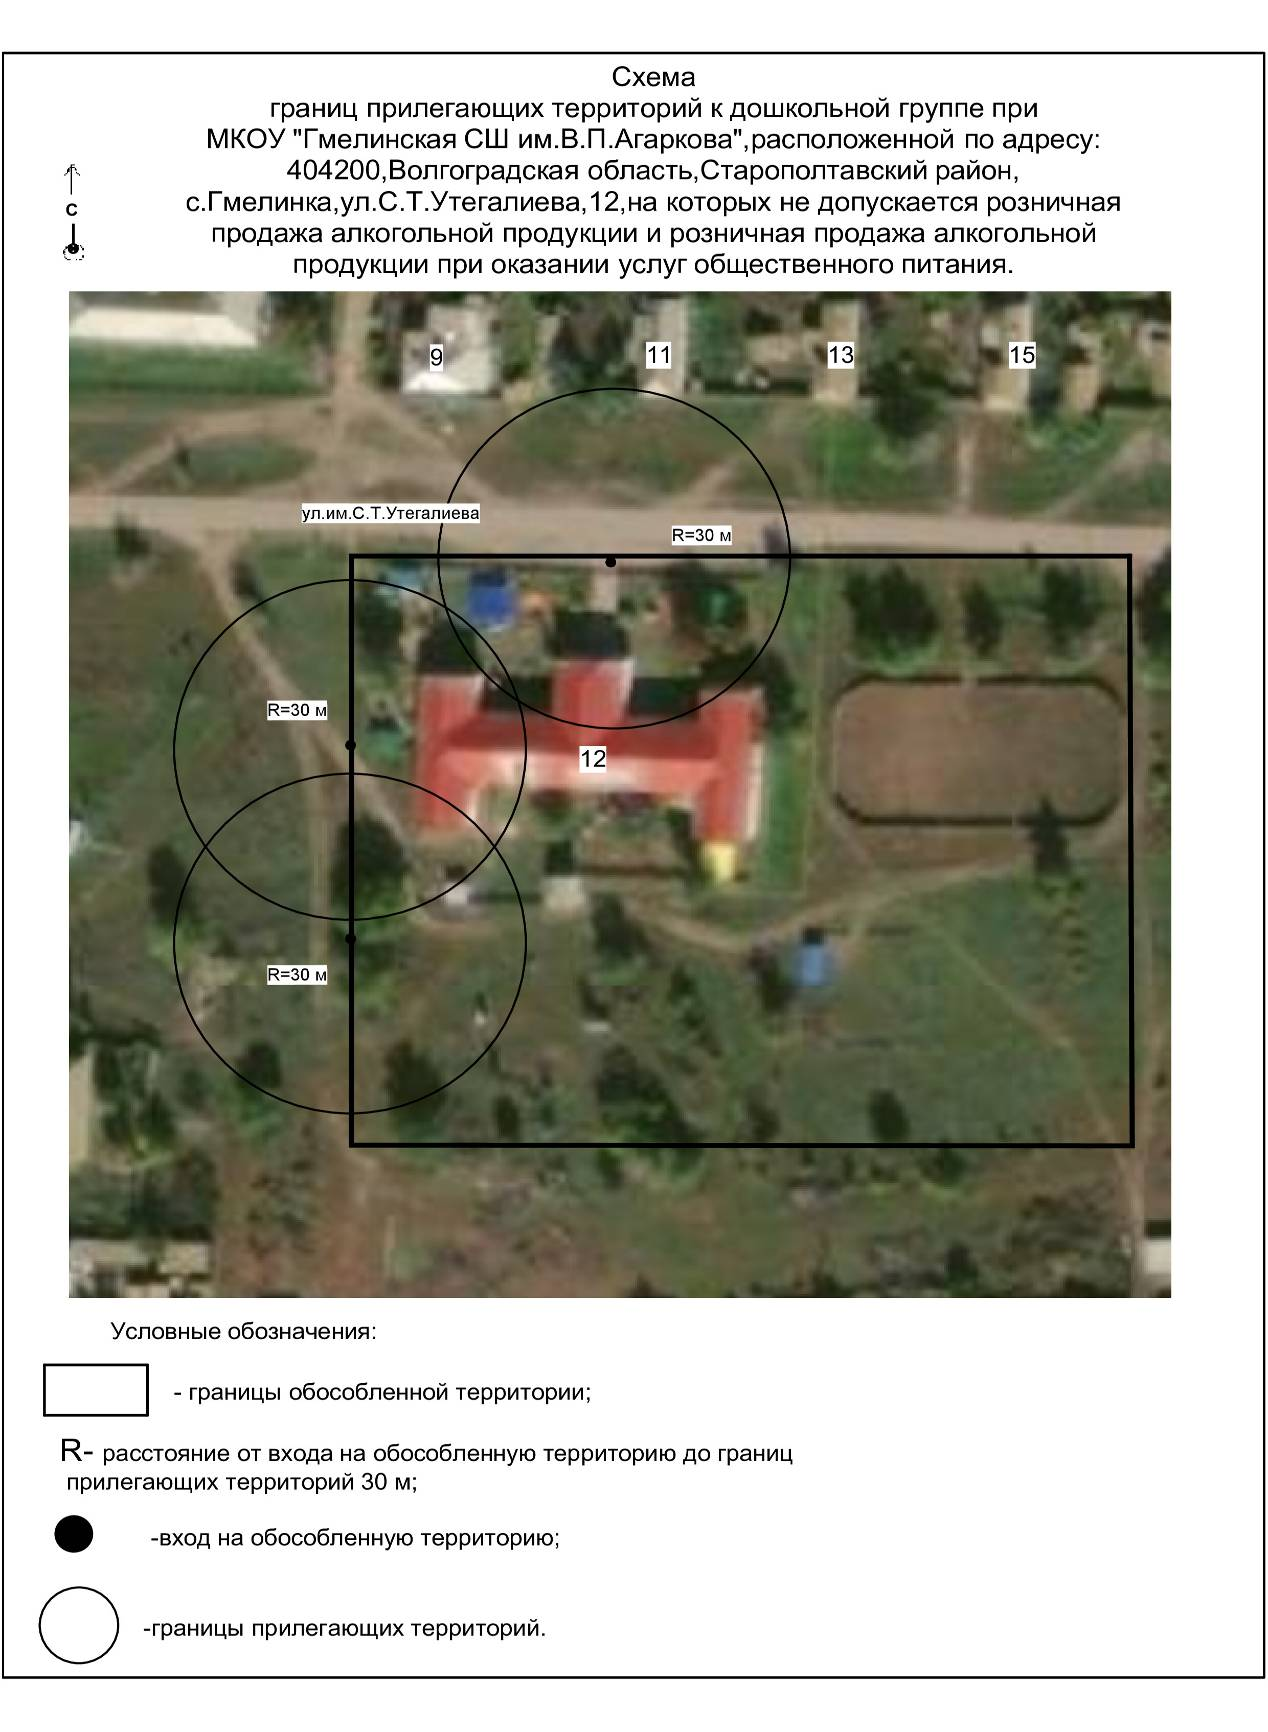 Схема
границ прилегающих территорий к дошкольной группе при
МКОУ "Гмелинская СШ им.В.П.Агаркова",расположенной по адресу:
404200,Волгоградская область,Старополтавский район,
с.Гмелинка,ул.С.Т.Утегалиева,12,на которых не допускается розничная
продажа алкогольной продукции и розничная продажа алкогольной
продукции при оказании услуг общественного питания.
С
9
11
13
15
ул.им.С.Т.Утегалиева
R=30 м
R=30 м
12
R=30 м
Условные обозначения:
- границы обособленной территории;
R- расстояние от входа на обособленную территорию до границ
прилегающих территорий 30 м;
-вход на обособленную территорию;
-границы прилегающих территорий.